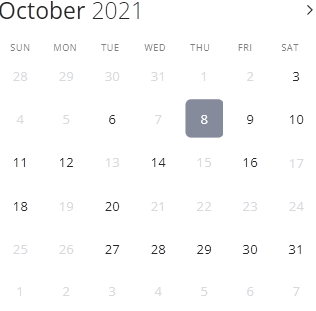 October 2021
SUN MON TUE WED THU FRI SAT
28 29 30 31 1 2 3
4 5 6 7 8 9 10
11 12 13 14 15 16 17
18 19 20 21 22 23 24
25 26 27 28 29 30 31
1 2 3 4 5 6 7